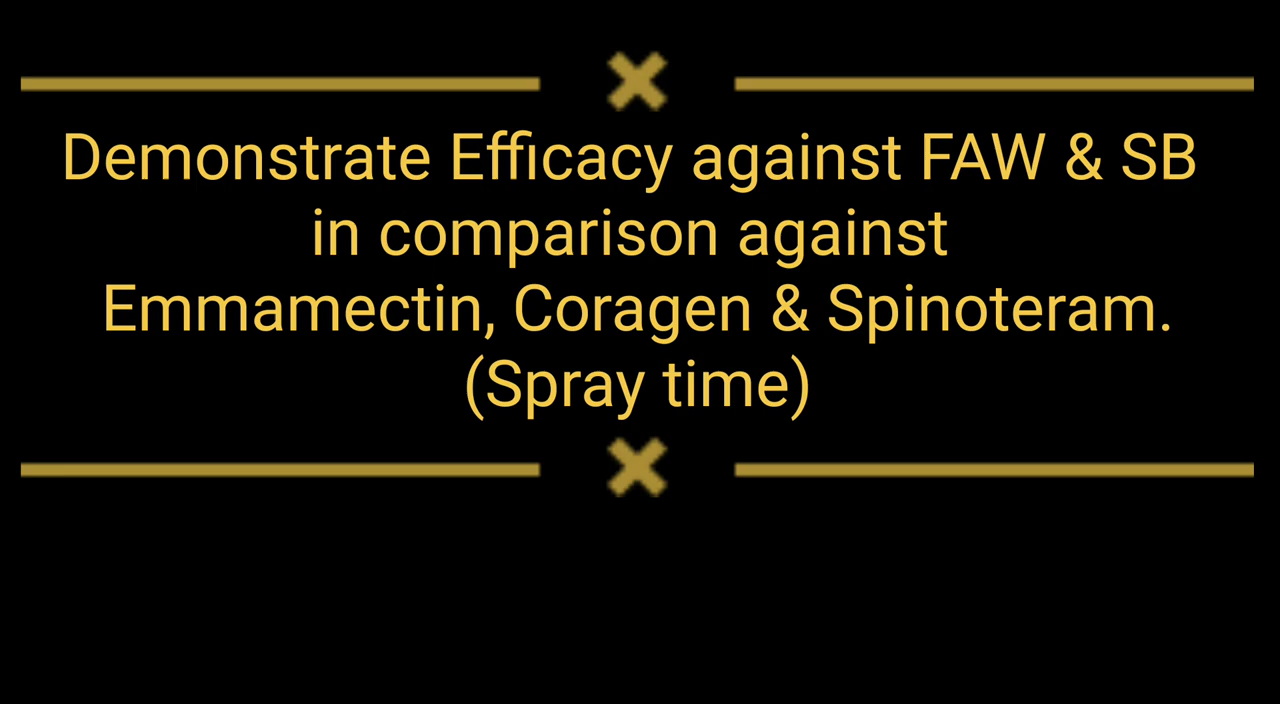 Demonstrate Efficacy against FAW & SB
in comparison against
Emmamectin, Coragen & Spinoteram.
(Spray time)